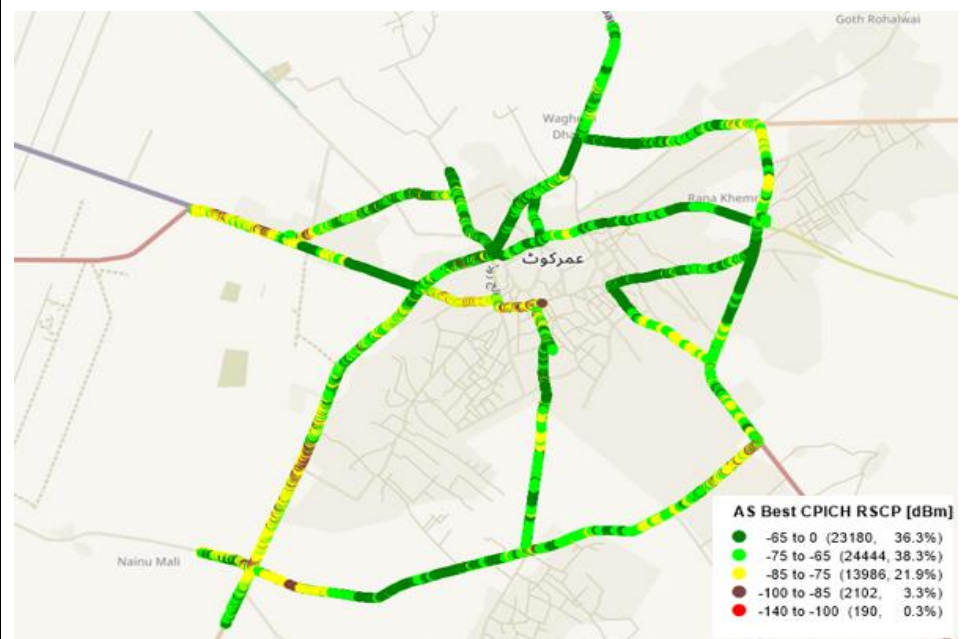 Goth Rohalwai
Waghe
Dha
Rana Khemr
عمرکوٹ
Nainu Mali
AS Best CPICH RSCP [dBm]
-65 to 0 (23180, 36.3%)
-75 to -65 (24444, 38.3%)
-85 to -75 (13986, 21.9%)
-100 to -85 (2102, 3.3%)
-140 to -100 (190, 0.3%)